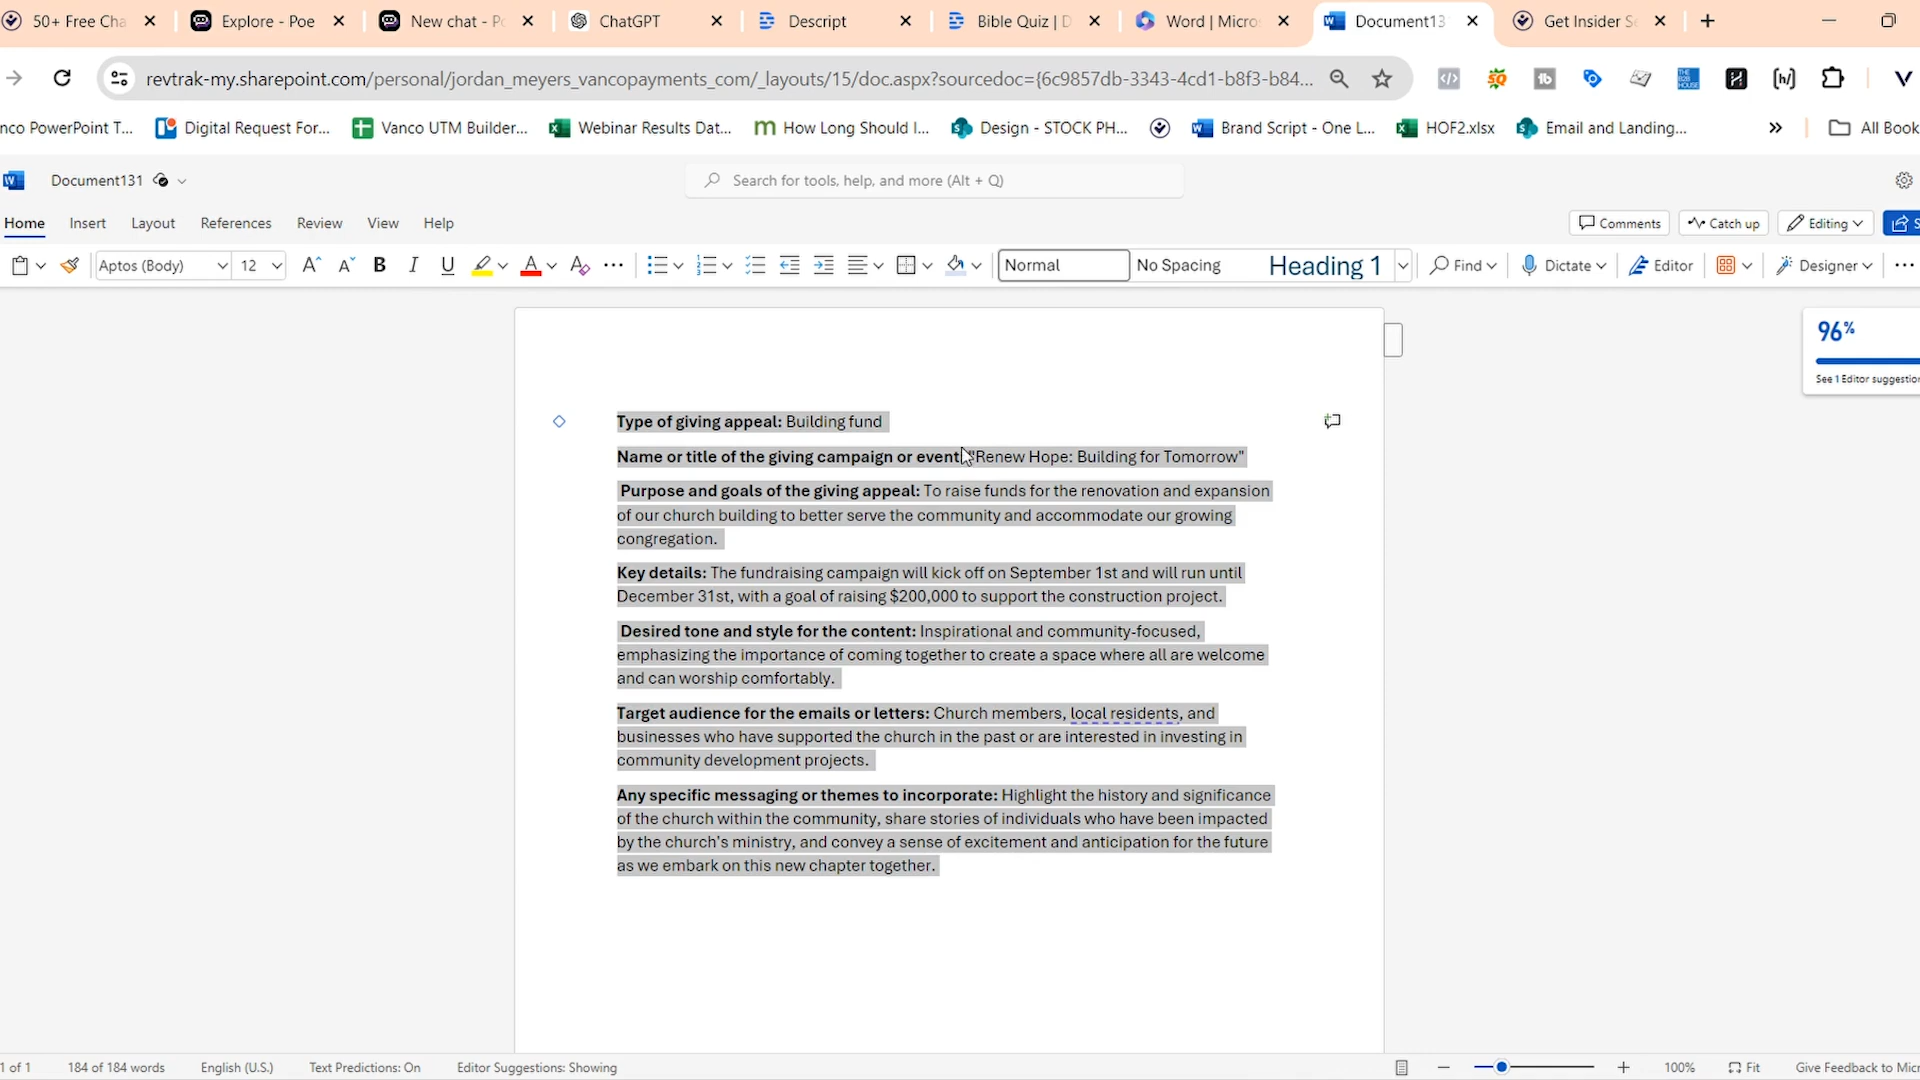 50+ Free Cha
Explore - Poe
New chat - Po
ChatGPT
Descript
Bible Quiz | D
Word | Micro
Document13
Get Insider S
revtrak-my.sharepoint.com/personal/jordan_meyers_vancopayments_com/_layouts/15/doc.aspx?sourcedoc={6c9857db-3343-4cd1-b8f3-b84...
nco PowerPoint T...
Digital Request For...
Vanco UTM Builder...
Webinar Results Dat...
How Long Should I...
Design - STOCK PH...
Brand Script - One L...
HOF2.xlsx
Email and Landing...
All Book
Document131
Search for tools, help, and more (Alt + Q)
Home
Insert
Layout
References
Review
View
Help
Comments
Catch up
Editing
S
Aptos (Body)
12
Normal
No Spacing
Heading 1
Find
Dictate
Editor
Designer
96%
See 1 Editor suggestion
Type of giving appeal: Building fund
Name or title of the giving campaign or event: "Renew Hope: Building for Tomorrow"
Purpose and goals of the giving appeal: To raise funds for the renovation and expansion
of our church building to better serve the community and accommodate our growing
congregation.
Key details: The fundraising campaign will kick off on September 1st and will run until
December 31st, with a goal of raising $200,000 to support the construction project.
Desired tone and style for the content: Inspirational and community-focused,
emphasizing the importance of coming together to create a space where all are welcome
and can worship comfortably.
Target audience for the emails or letters: Church members, local residents, and
businesses who have supported the church in the past or are interested in investing in
community development projects.
Any specific messaging or themes to incorporate: Highlight the history and significance
of the church within the community, share stories of individuals who have been impacted
by the church's ministry, and convey a sense of excitement and anticipation for the future
as we embark on this new chapter together.
1 of 1
184 of 184 words
English (U.S.)
Text Predictions: On
Editor Suggestions: Showing
100%
Fit
Give Feedback to Micr